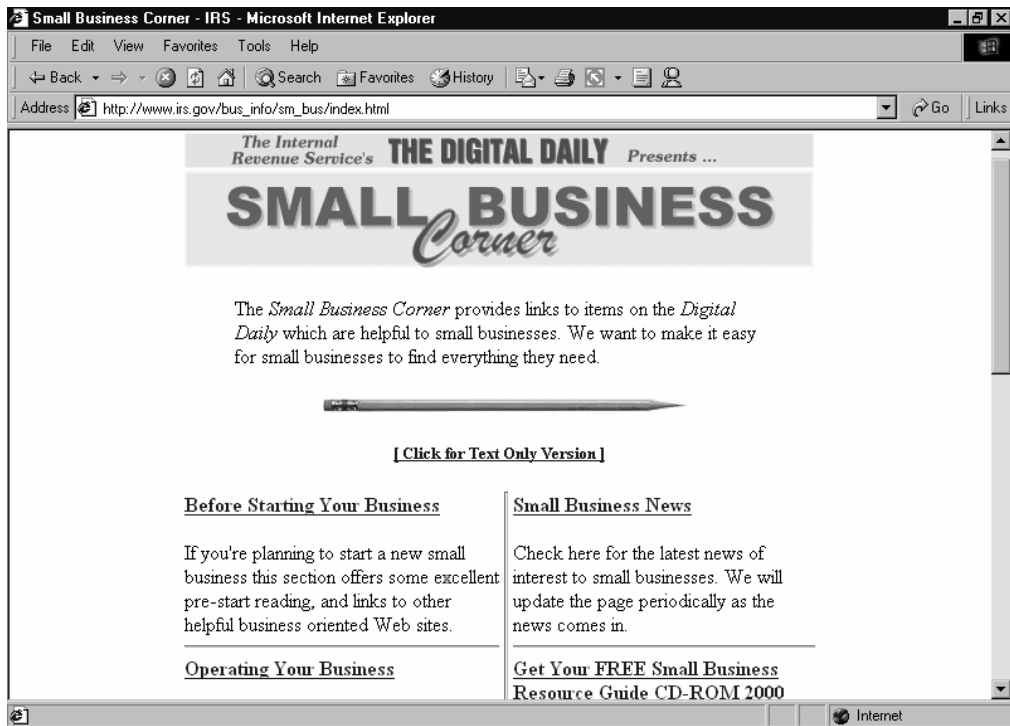 Small Business Corner - IRS - Microsoft Internet Explorer
File Edit View Favorites Tools Help
Back Search Favorites History
Address http://www.irs.gov/bus_info/sm_bus/index.html Go Links
The Internal
Revenue Service's THE DIGITAL DAILY Presents ...
SMALL BUSINESS
Corner
The Small Business Corner provides links to items on the Digital
Daily which are helpful to small businesses. We want to make it easy
for small businesses to find everything they need.
[ Click for Text Only Version ]
Before Starting Your Business
If you're planning to start a new small
business this section offers some excellent
pre-start reading, and links to other
helpful business oriented Web sites.
Operating Your Business
Small Business News
Check here for the latest news of
interest to small businesses. We will
update the page periodically as the
news comes in.
Get Your FREE Small Business
Resource Guide CD-ROM 2000
Internet